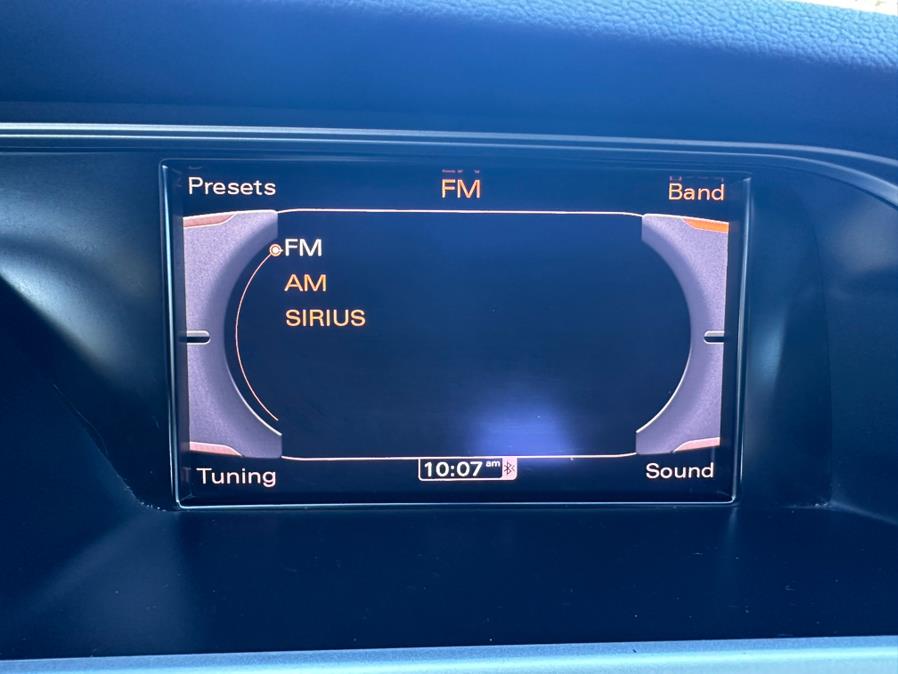 Presets
FM
Band
FM
AM
SIRIUS
Tuning
10:07 am
Sound